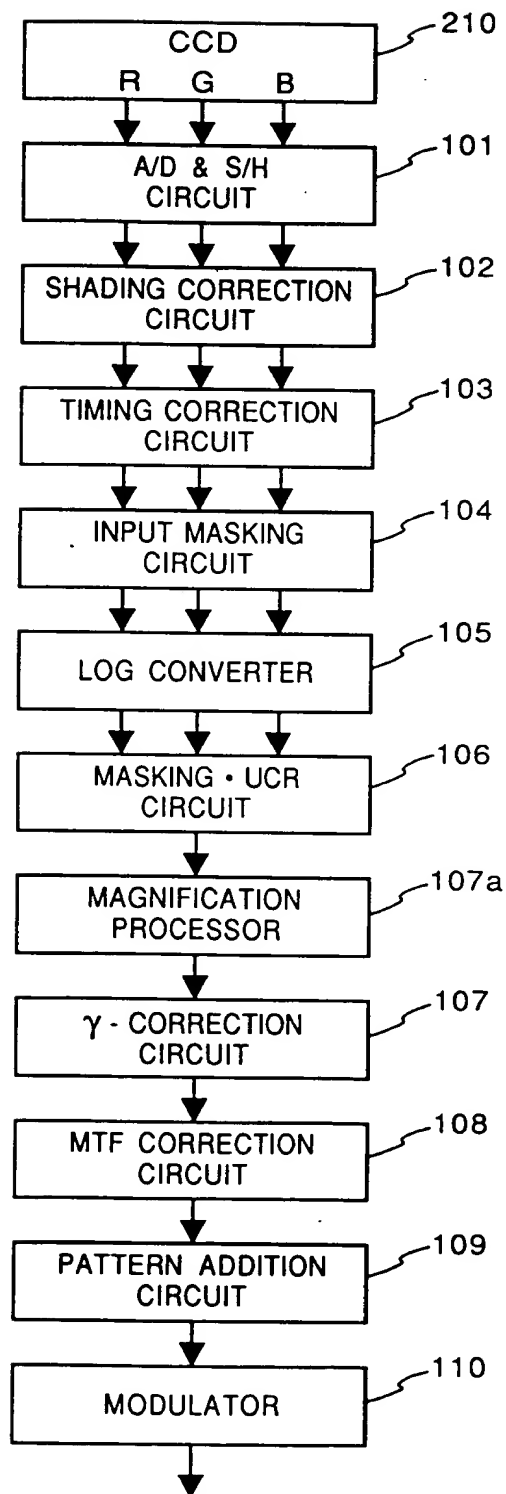 210
CCD
R G B
101
A/D & S/H
CIRCUIT
102
SHADING CORRECTION
CIRCUIT
103
TIMING CORRECTION
CIRCUIT
104
INPUT MASKING
CIRCUIT
105
LOG CONVERTER
106
MASKING・UCR
CIRCUIT
107a
MAGNIFICATION
PROCESSOR
107
γ - CORRECTION
CIRCUIT
108
MTF CORRECTION
CIRCUIT
109
PATTERN ADDITION
CIRCUIT
110
MODULATOR